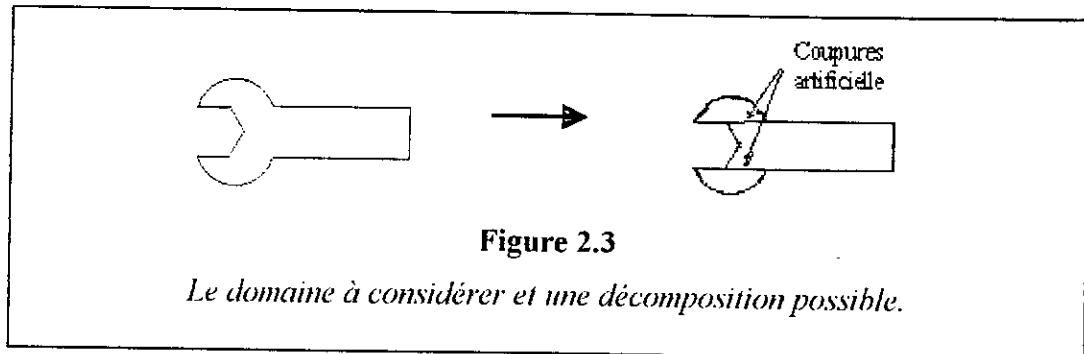 Coupures
artificielle
Figure 2.3
Le domaine à considérer et une décomposition possible.